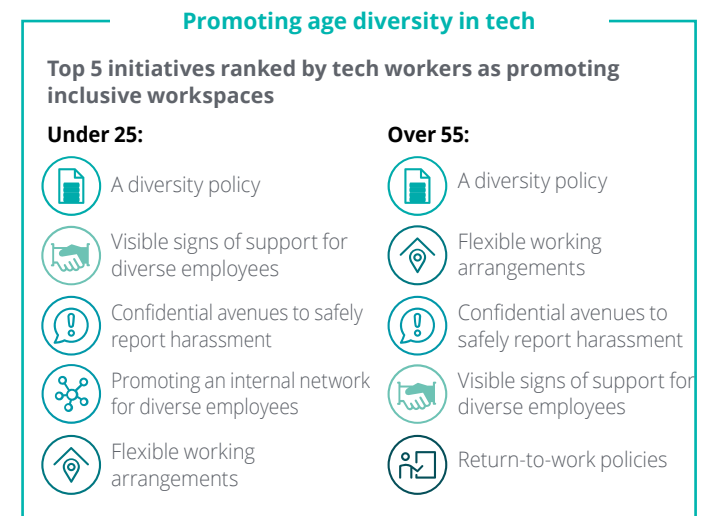 Promoting age diversity in tech
Top 5 initiatives ranked by tech workers as promoting
inclusive workspaces
Under 25:
A diversity policy
Visible signs of support for
diverse employees
Confidential avenues to safely
report harassment
Promoting an internal network
for diverse employees
Flexible working
arrangements
Over 55:
A diversity policy
Flexible working
arrangements
Confidential avenues to
safely report harassment
Visible signs of support for
diverse employees
Return-to-work policies